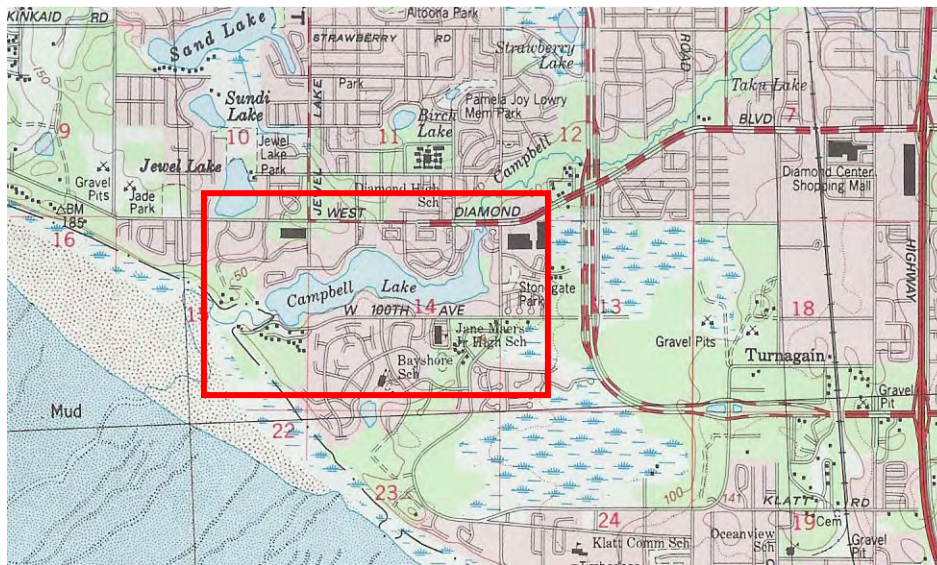 KINKAID RD
Altoona Park
Sand Lake
STRAWBERRY RD
Strawberry
Lake
ROAD
150
Park
Taku Lake
Sundi
Lake
Pamela Joy Lowry
Mem Park
Birch
Lake
BLVD
7
9
10
11
12
JEWEL LAKE
Jewel
Lake
Park
Jewel Lake
Campbell
Diamond Center
Shopping Mall
Gravel
Pits
Jade
Park
Diamond High
Sch
BM
185
16
WEST DIAMOND
HIGHWAY
50
Campbell Lake
Stonegate
Park
14
13
18
W 100TH AVE
Gravel Pits
Jane Maers
Jr High Sch
Bayshore
Sch
Turnagain
Gravel
Pit
Mud
22
23
100
141
KLATT RD
24
19
Cem
Klatt Comm Sch
Oceanview
Sch
Gravel
Pit